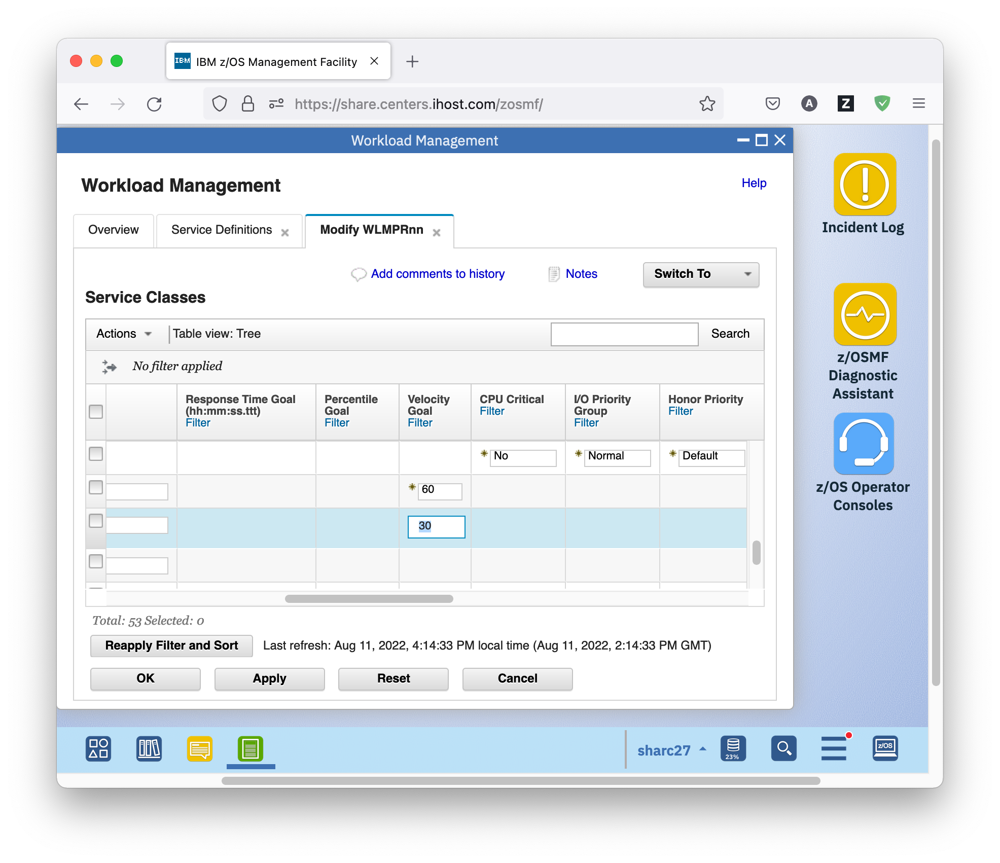 IBM IBM z/OS Management Facility
https://share.centers.ihost.com/zosmf/
A
Z
Workload Management
Workload Management
Help
Overview
Service Definitions
Modify WLMPRnn
Add comments to history
Notes
Switch To
Service Classes
Actions
Table view: Tree
Search
No filter applied
Response Time Goal
(hh:mm:ss.ttt)
Filter
Percentile
Goal
Filter
Velocity
Goal
Filter
CPU Critical
Filter
I/O Priority
Group
Filter
Honor Priority
Filter
No
Normal
Default
60
30
Total: 53 Selected: 0
Reapply Filter and Sort
Last refresh: Aug 11, 2022, 4:14:33 PM local time (Aug 11, 2022, 2:14:33 PM GMT)
OK
Apply
Reset
Cancel
Incident Log
z/OSMF
Diagnostic
Assistant
z/OS Operator
Consoles
sharc27
23%
z/OS